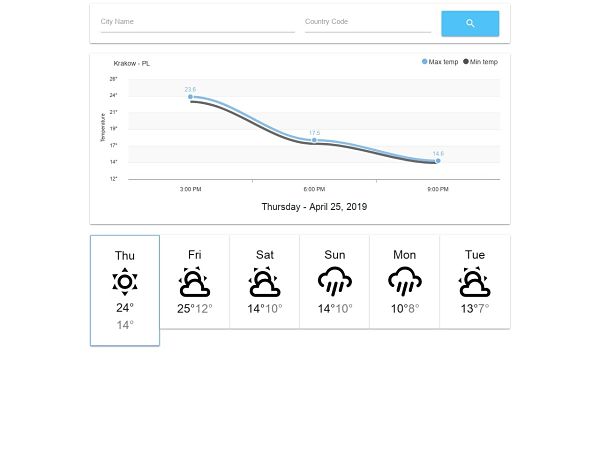 City Name
Country Code
Krakow - PL
Max temp
Min temp
Temperature
26°
24°
21°
19°
16°
14°
12°
23.6
17.5
14.6
3:00 PM
6:00 PM
9:00 PM
Thursday - April 25, 2019
Thu
Fri
Sat
Sun
Mon
Tue
24°
14°
25°12°
14°10°
14°10°
10°8°
13°7°